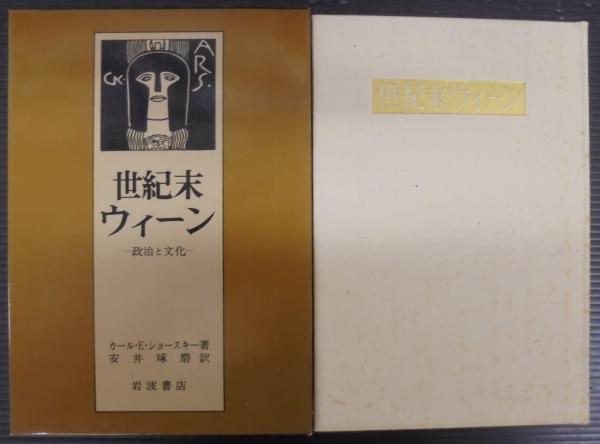 ARS.
GK.
世紀末
ウィーン
―政治と文化―
カール・E・ショースキー著
安井琢磨訳
岩波書店
世紀末ウィーン